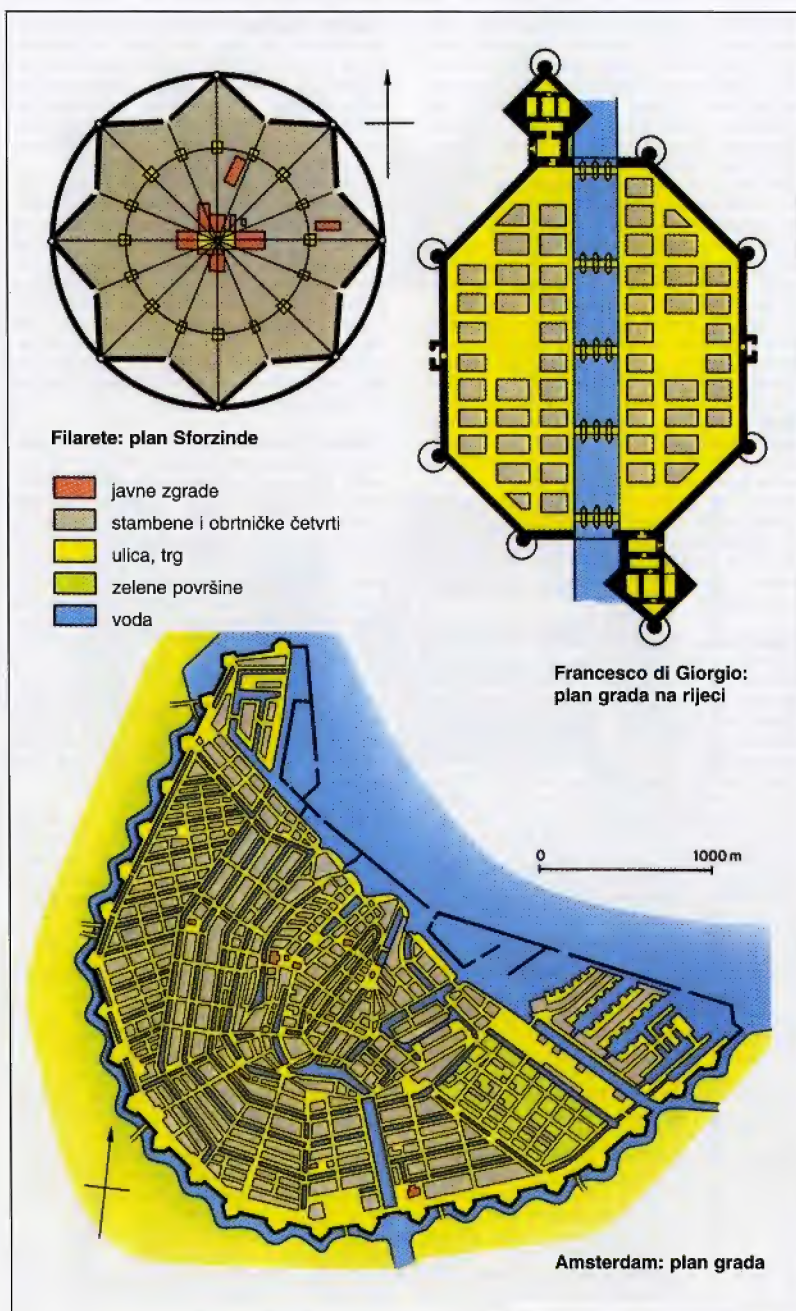 Filarete: plan Sforzinde
javne zgrade
stambene i obrtničke četvrti
ulica, trg
zelene površine
voda
Francesco di Giorgio:
plan grada na rijeci
0 1000 m
Amsterdam: plan grada